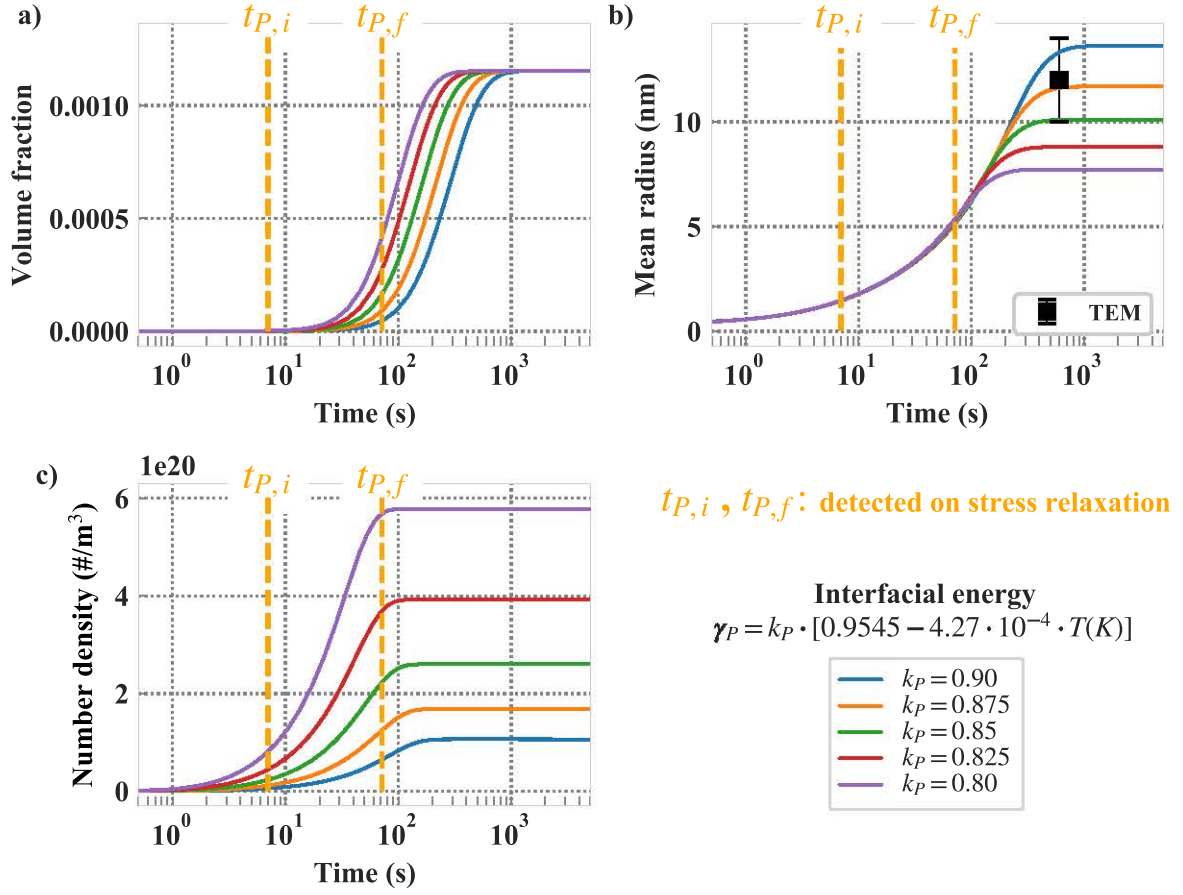 a)
t_{P,i} t_{P,f}
Volume fraction
0.0010
0.0005
0.0000
10^0 10^1 10^2 10^3
Time (s)
b)
t_{P,i} t_{P,f}
Mean radius (nm)
10
5
0
TEM
10^0 10^1 10^2 10^3
Time (s)
c)
1e20
t_{P,i} t_{P,f}
Number density (#/m^3)
6
4
2
0
10^0 10^1 10^2 10^3
Time (s)
t_{P,i} , t_{P,f}: detected on stress relaxation
Interfacial energy
γ_P = k_P · [0.9545 − 4.27 · 10^{−4} · T(K)]
k_P = 0.90
k_P = 0.875
k_P = 0.85
k_P = 0.825
k_P = 0.80